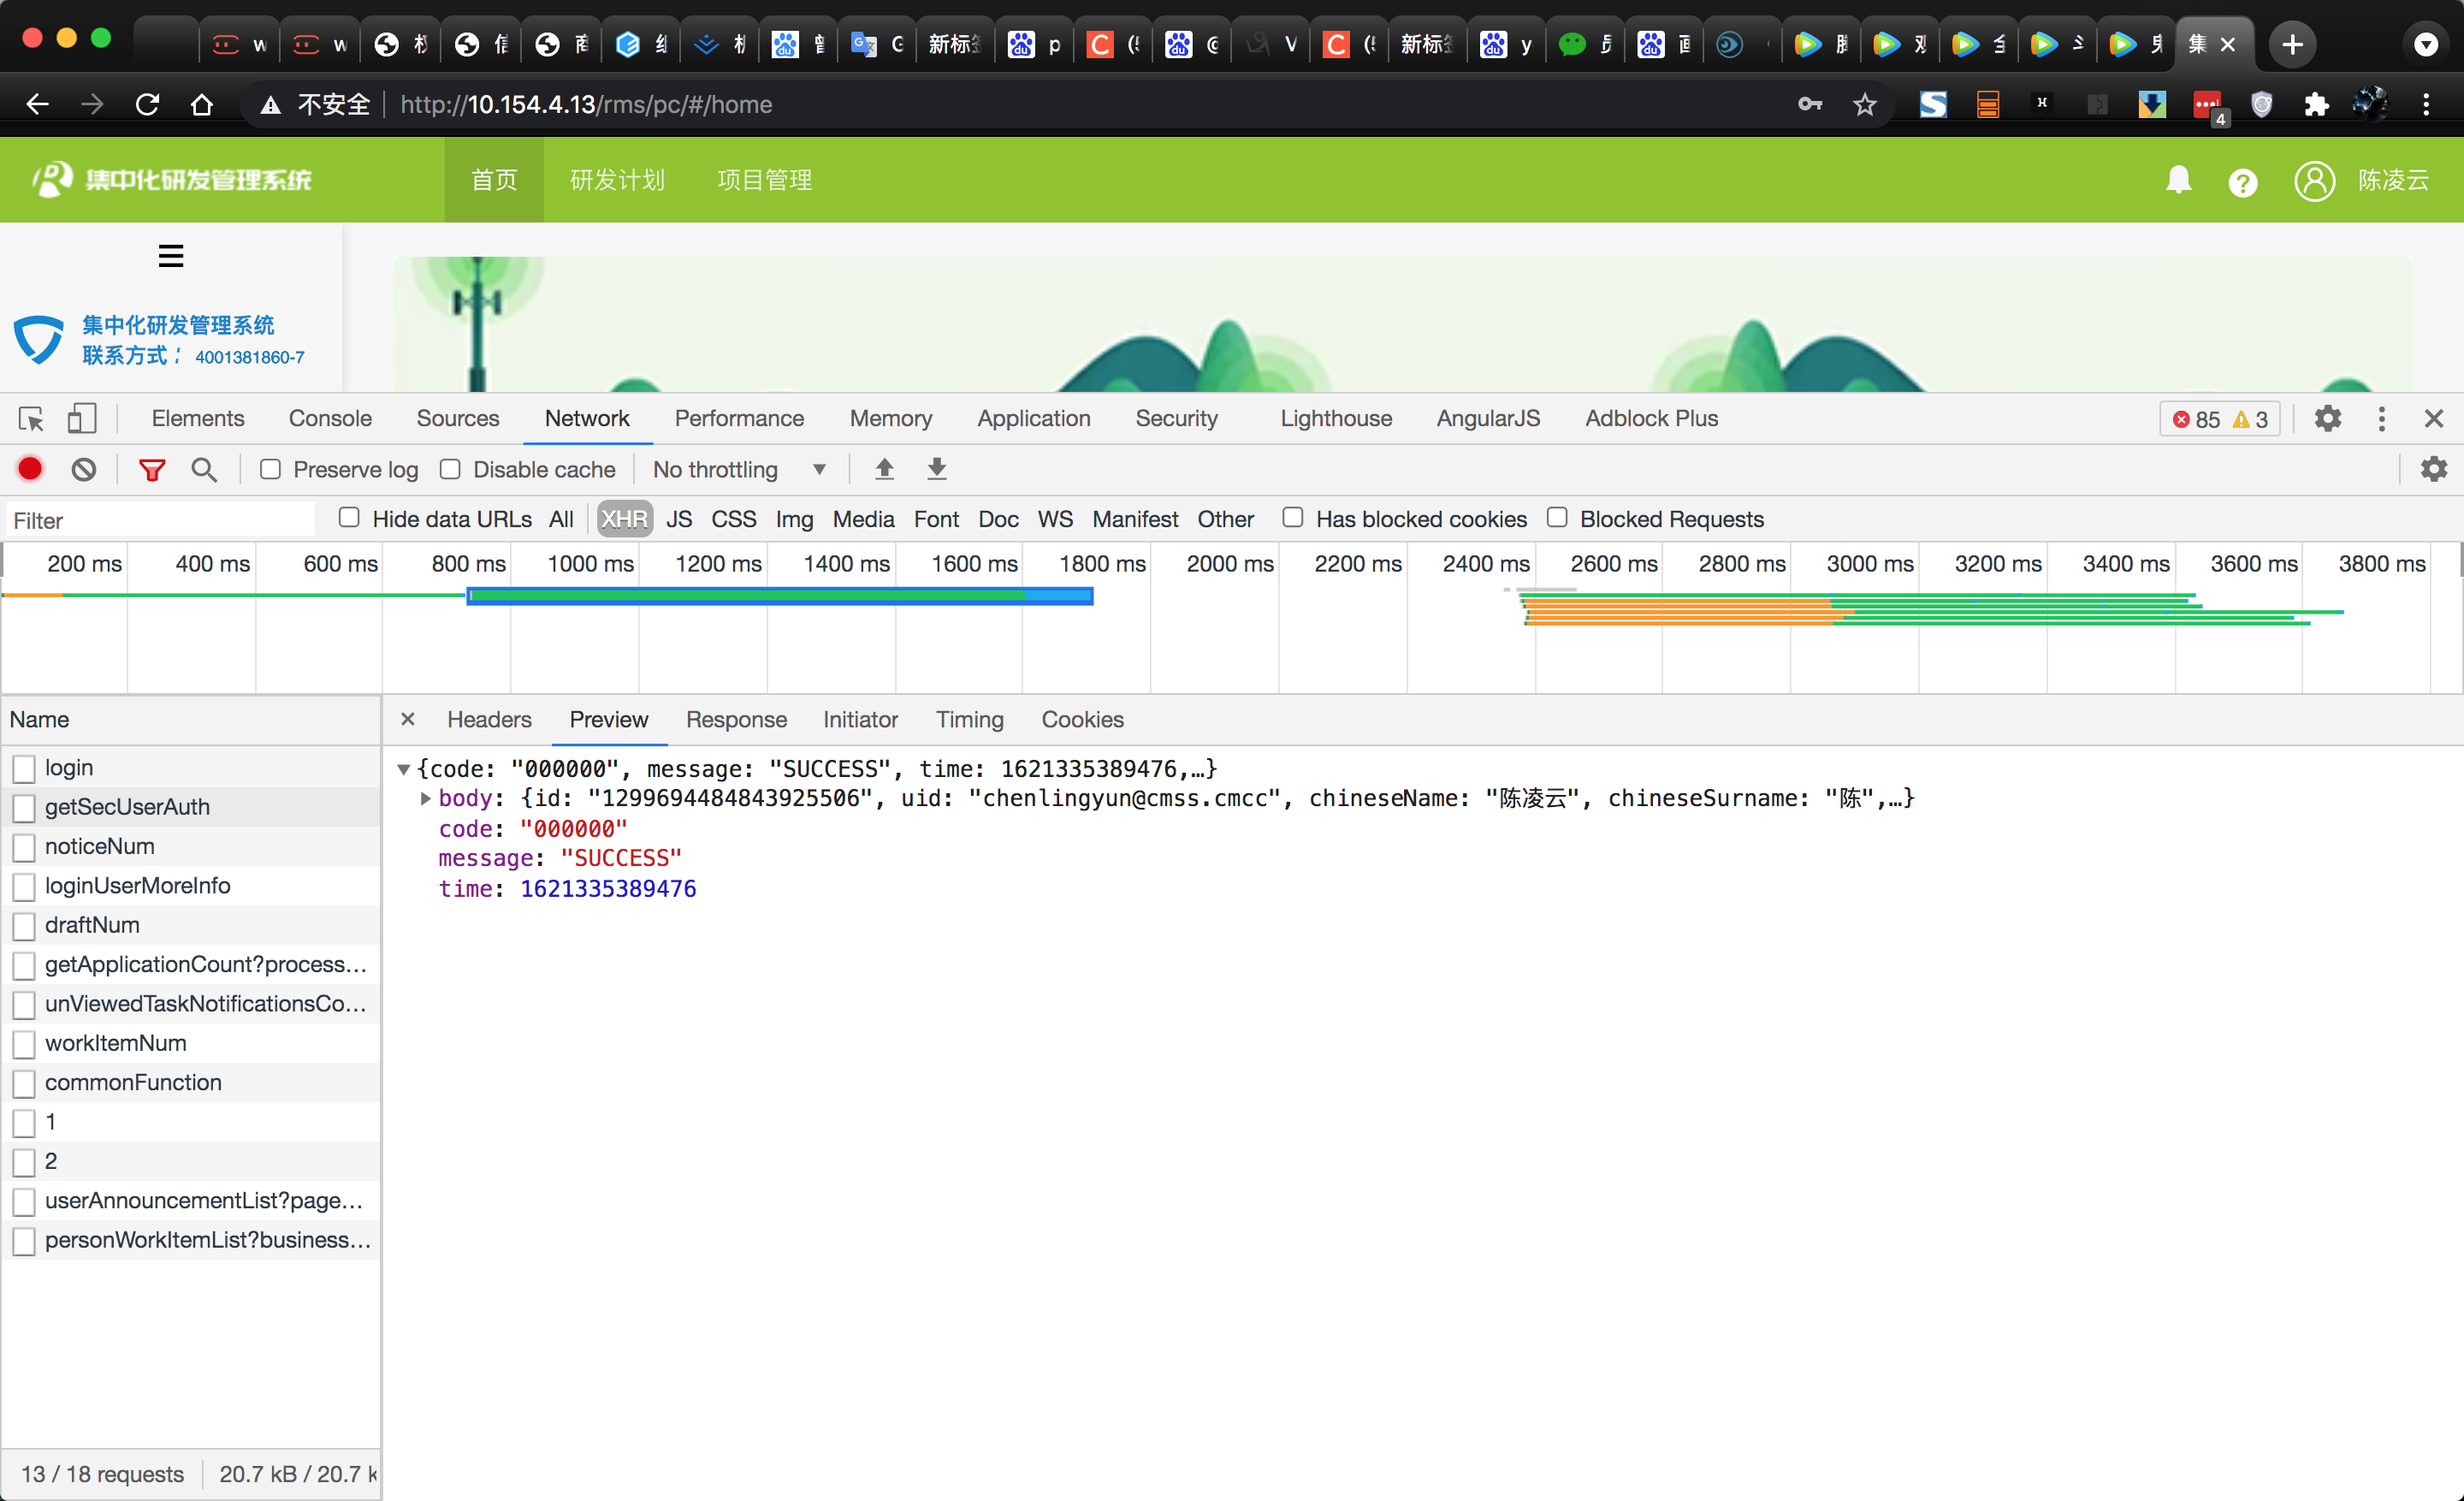 新标签
新标签
集
不安全 http://10.154.4.13/rms/pc/#/home
4
集中化研发管理系统 首页 研发计划 项目管理 陈凌云
集中化研发管理系统
联系方式： 4001381860-7
Elements Console Sources Network Performance Memory Application Security Lighthouse AngularJS Adblock Plus 85 3
Preserve log Disable cache No throttling
Filter Hide data URLs All XHR JS CSS Img Media Font Doc WS Manifest Other Has blocked cookies Blocked Requests
200 ms 400 ms 600 ms 800 ms 1000 ms 1200 ms 1400 ms 1600 ms 1800 ms 2000 ms 2200 ms 2400 ms 2600 ms 2800 ms 3000 ms 3200 ms 3400 ms 3600 ms 3800 ms
Name
Headers Preview Response Initiator Timing Cookies
login
getSecUserAuth
noticeNum
loginUserMoreInfo
draftNum
getApplicationCount?process…
unViewedTaskNotificationsCo…
workItemNum
commonFunction
1
2
userAnnouncementList?page…
personWorkItemList?business…
{code: "000000", message: "SUCCESS", time: 1621335389476,…}
body: {id: "1299694484843925506", uid: "chenlingyun@cmss.cmcc", chineseName: "陈凌云", chineseSurname: "陈",…}
code: "000000"
message: "SUCCESS"
time: 1621335389476
13 / 18 requests 20.7 kB / 20.7 k